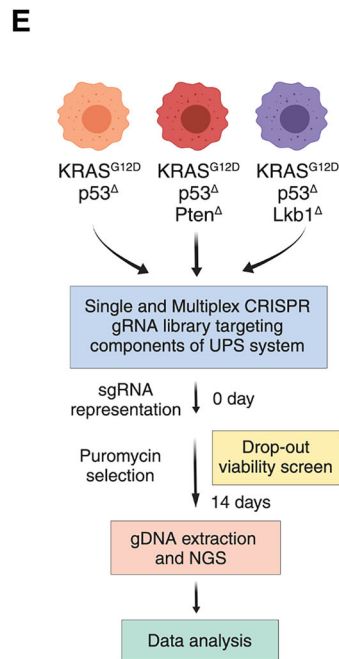 E
KRASG12D
p53Δ
KRASG12D
p53Δ
PtenΔ
KRASG12D
p53Δ
Lkb1Δ
Single and Multiplex CRISPR
gRNA library targeting
components of UPS system
sgRNA
representation
0 day
Puromycin
selection
Drop-out
viability screen
14 days
gDNA extraction
and NGS
Data analysis